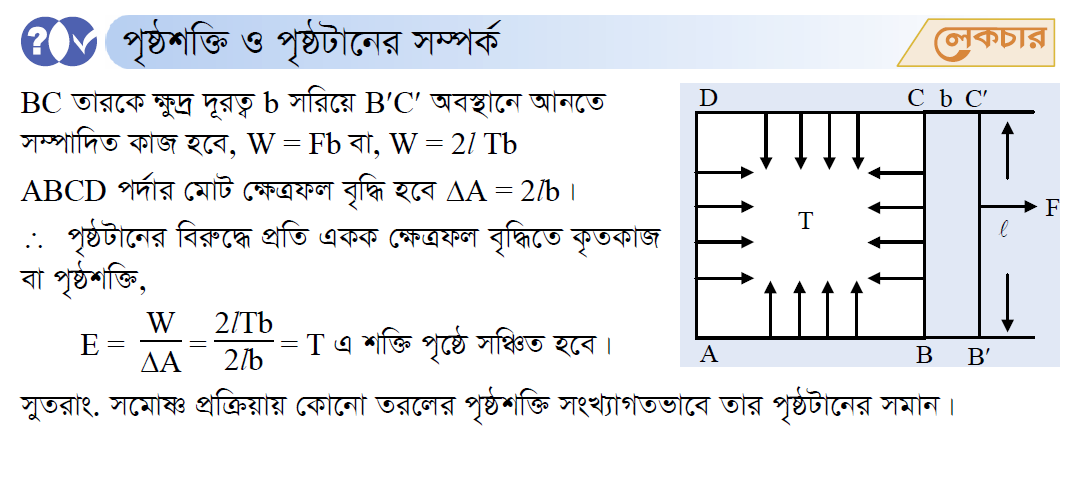 ?
পৃষ্ঠশক্তি ও পৃষ্ঠটানের সম্পর্ক
লেকচার
BC তারকে ক্ষুদ্র দূরত্ব b সরিয়ে B′C′ অবস্থানে আনতে
সম্পাদিত কাজ হবে, W = Fb বা, W = 2l Tb
ABCD পর্দার মোট ক্ষেত্রফল বৃদ্ধি হবে ΔA = 2lb।
∴ পৃষ্ঠটানের বিরুদ্ধে প্রতি একক ক্ষেত্রফল বৃদ্ধিতে কৃতকাজ
বা পৃষ্ঠশক্তি,
E = W/ΔA = 2lTb/2lb = T এ শক্তি পৃষ্ঠে সঞ্চিত হবে।
D C b C′
T
F
ℓ
A B B′
সুতরাং. সমোষ্ণ প্রক্রিয়ায় কোনো তরলের পৃষ্ঠশক্তি সংখ্যাগতভাবে তার পৃষ্ঠটানের সমান।